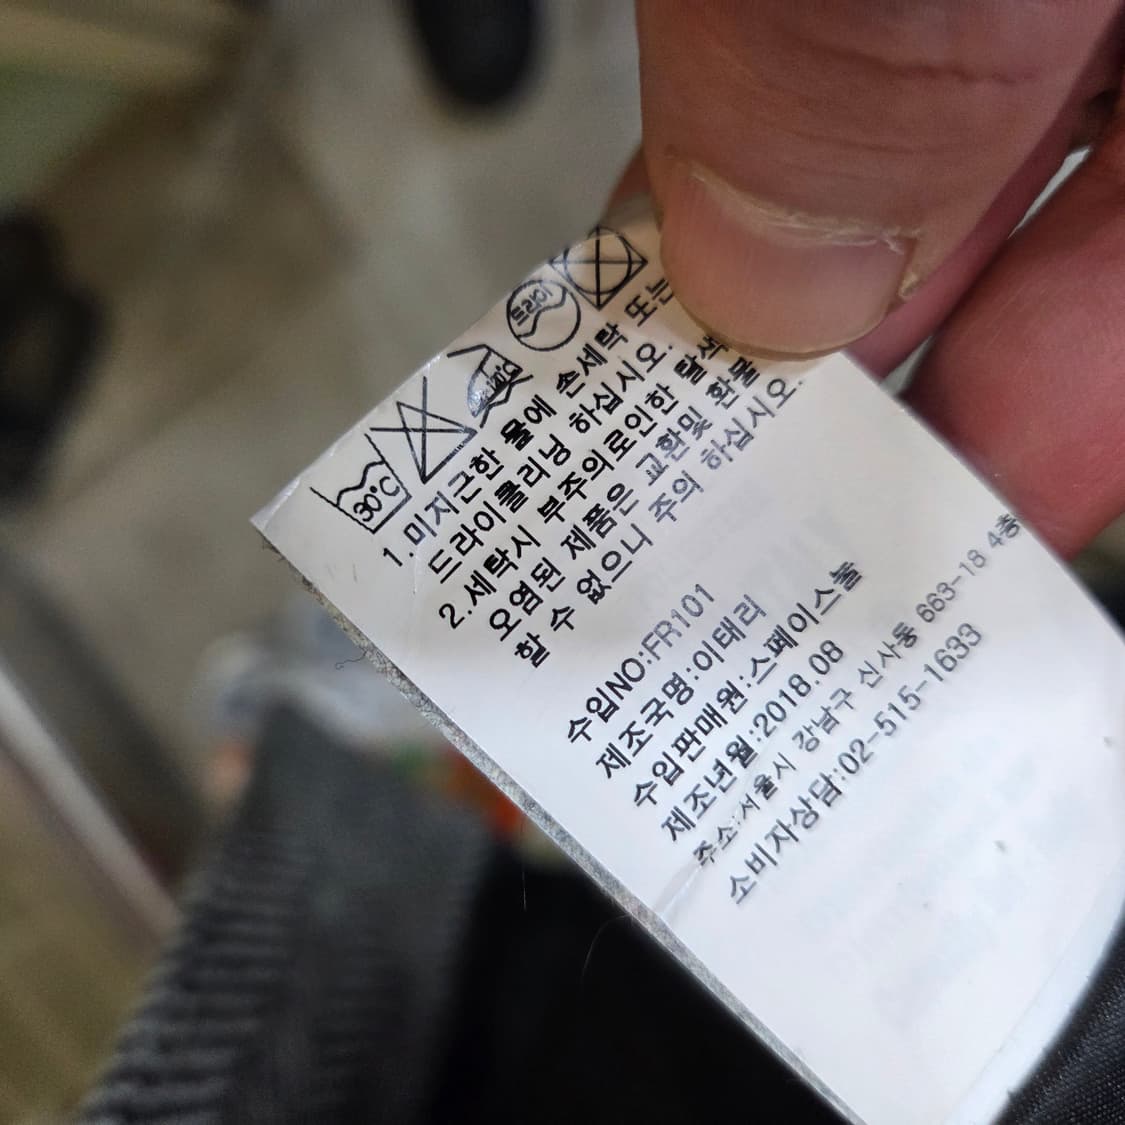 30℃
드라이
1.미지근한 물에 손세탁 또는
드라이클리닝 하십시오.
2.세탁시 부주의로인한 탈색
오염된 제품은 교환및 환물
할 수 없으니 주의 하십시오.
수입NO:FR101
제조국명:이태리
수입판매원:스페이스눌
제조년월:2018.08
주소:서울시 강남구 신사동 663-18 4층
소비자상담:02-515-1633